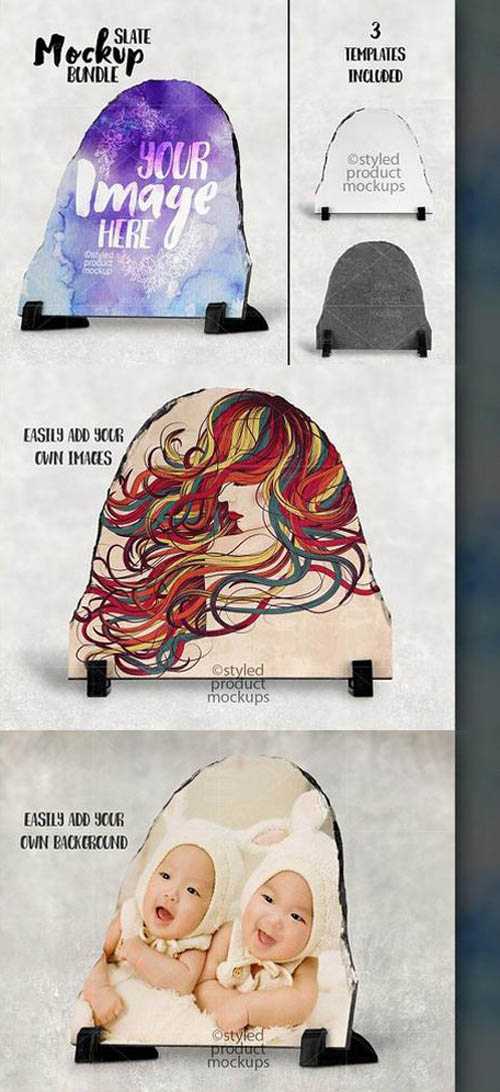 SLATE
Mockup
BUNDLE
3
TEMPLATES
INCLUDED
YOUR
Image
HERE
©styled
product
mockup
©styled
product
mockups
EASILY ADD YOUR
OWN IMAGES
©styled
product
mockups
EASILY ADD YOUR
OWN BACKGROUND
©styled
product
mockups